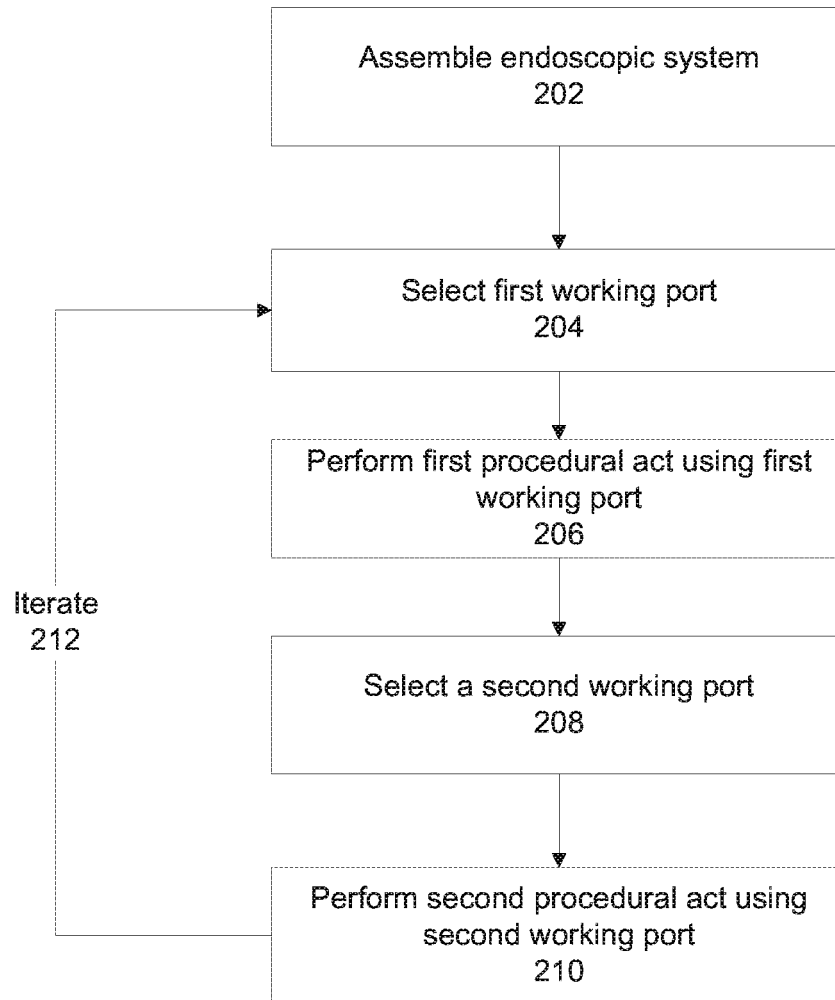 Assemble endoscopic system
202
Select first working port
204
Perform first procedural act using first
working port
206
Iterate
212
Select a second working port
208
Perform second procedural act using
second working port
210